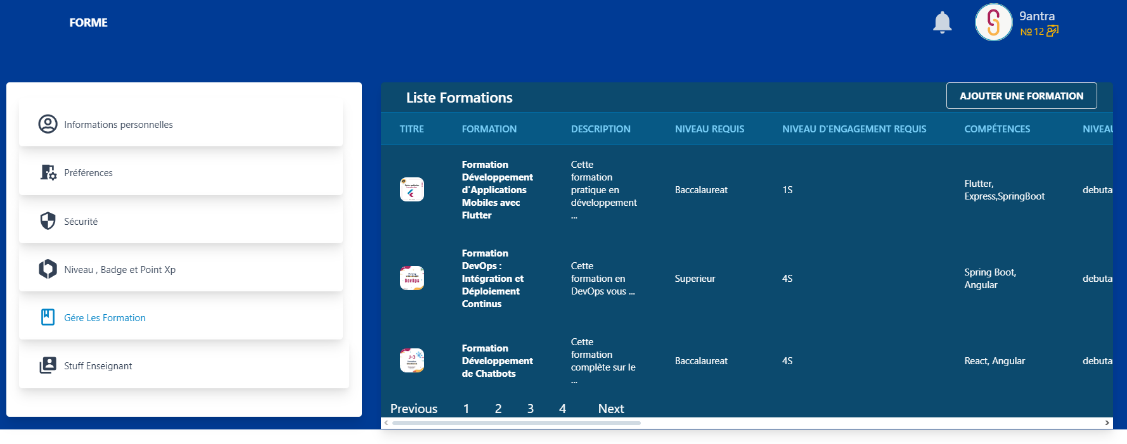 FORME
9antra
№ 12
Informations personnelles
Préférences
Sécurité
Niveau , Badge et Point Xp
Gére Les Formation
Stuff Enseignant
Liste Formations
AJOUTER UNE FORMATION
TITRE FORMATION DESCRIPTION NIVEAU REQUIS NIVEAU D'ENGAGEMENT REQUIS COMPÉTENCES NIVEAU
Formation
Développement
d'Applications
Mobiles avec
Flutter
Cette
formation
pratique en
développement
...
Baccalaureat
1S
Flutter,
Express,SpringBoot
debuta
Formation
DevOps :
Intégration et
Déploiement
Continus
Cette
formation en
DevOps vous ...
Superieur
4S
Spring Boot,
Angular
debuta
Formation
Développement
de Chatbots
Cette
formation
complète sur le
...
Baccalaureat
4S
React, Angular
debuta
Previous 1 2 3 4 Next